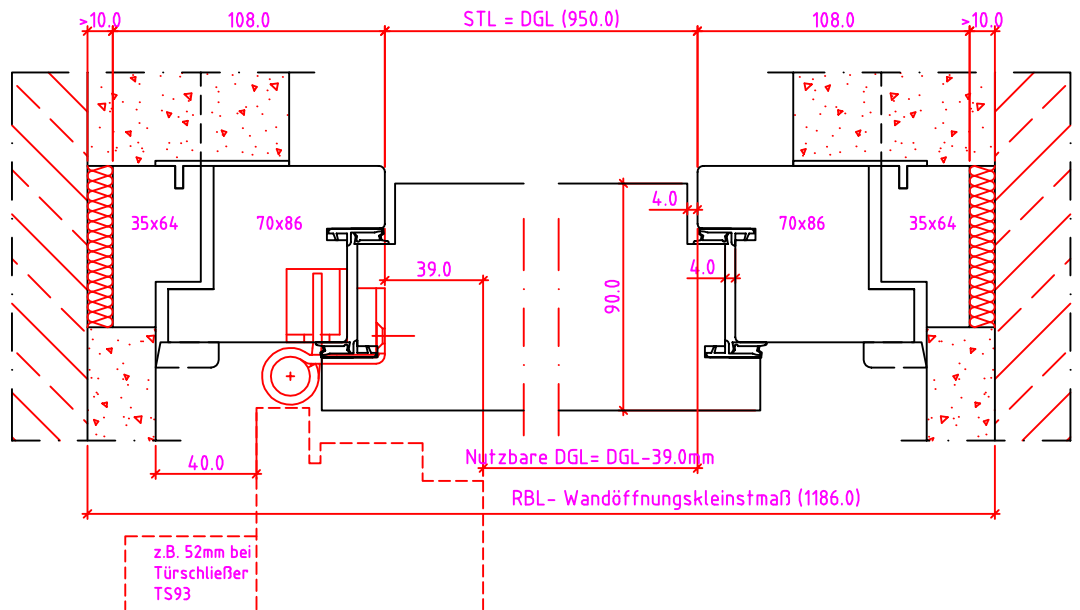 >10.0
108.0
STL = DGL (950.0)
108.0
>10.0
35x64
70x86
4.0
70x86
35x64
39.0
4.0
90.0
40.0
Nutzbare DGL= DGL-39.0mm
RBL- Wandöffnungskleinstmaß (1186.0)
z.B. 52mm bei
Türschließer
TS93